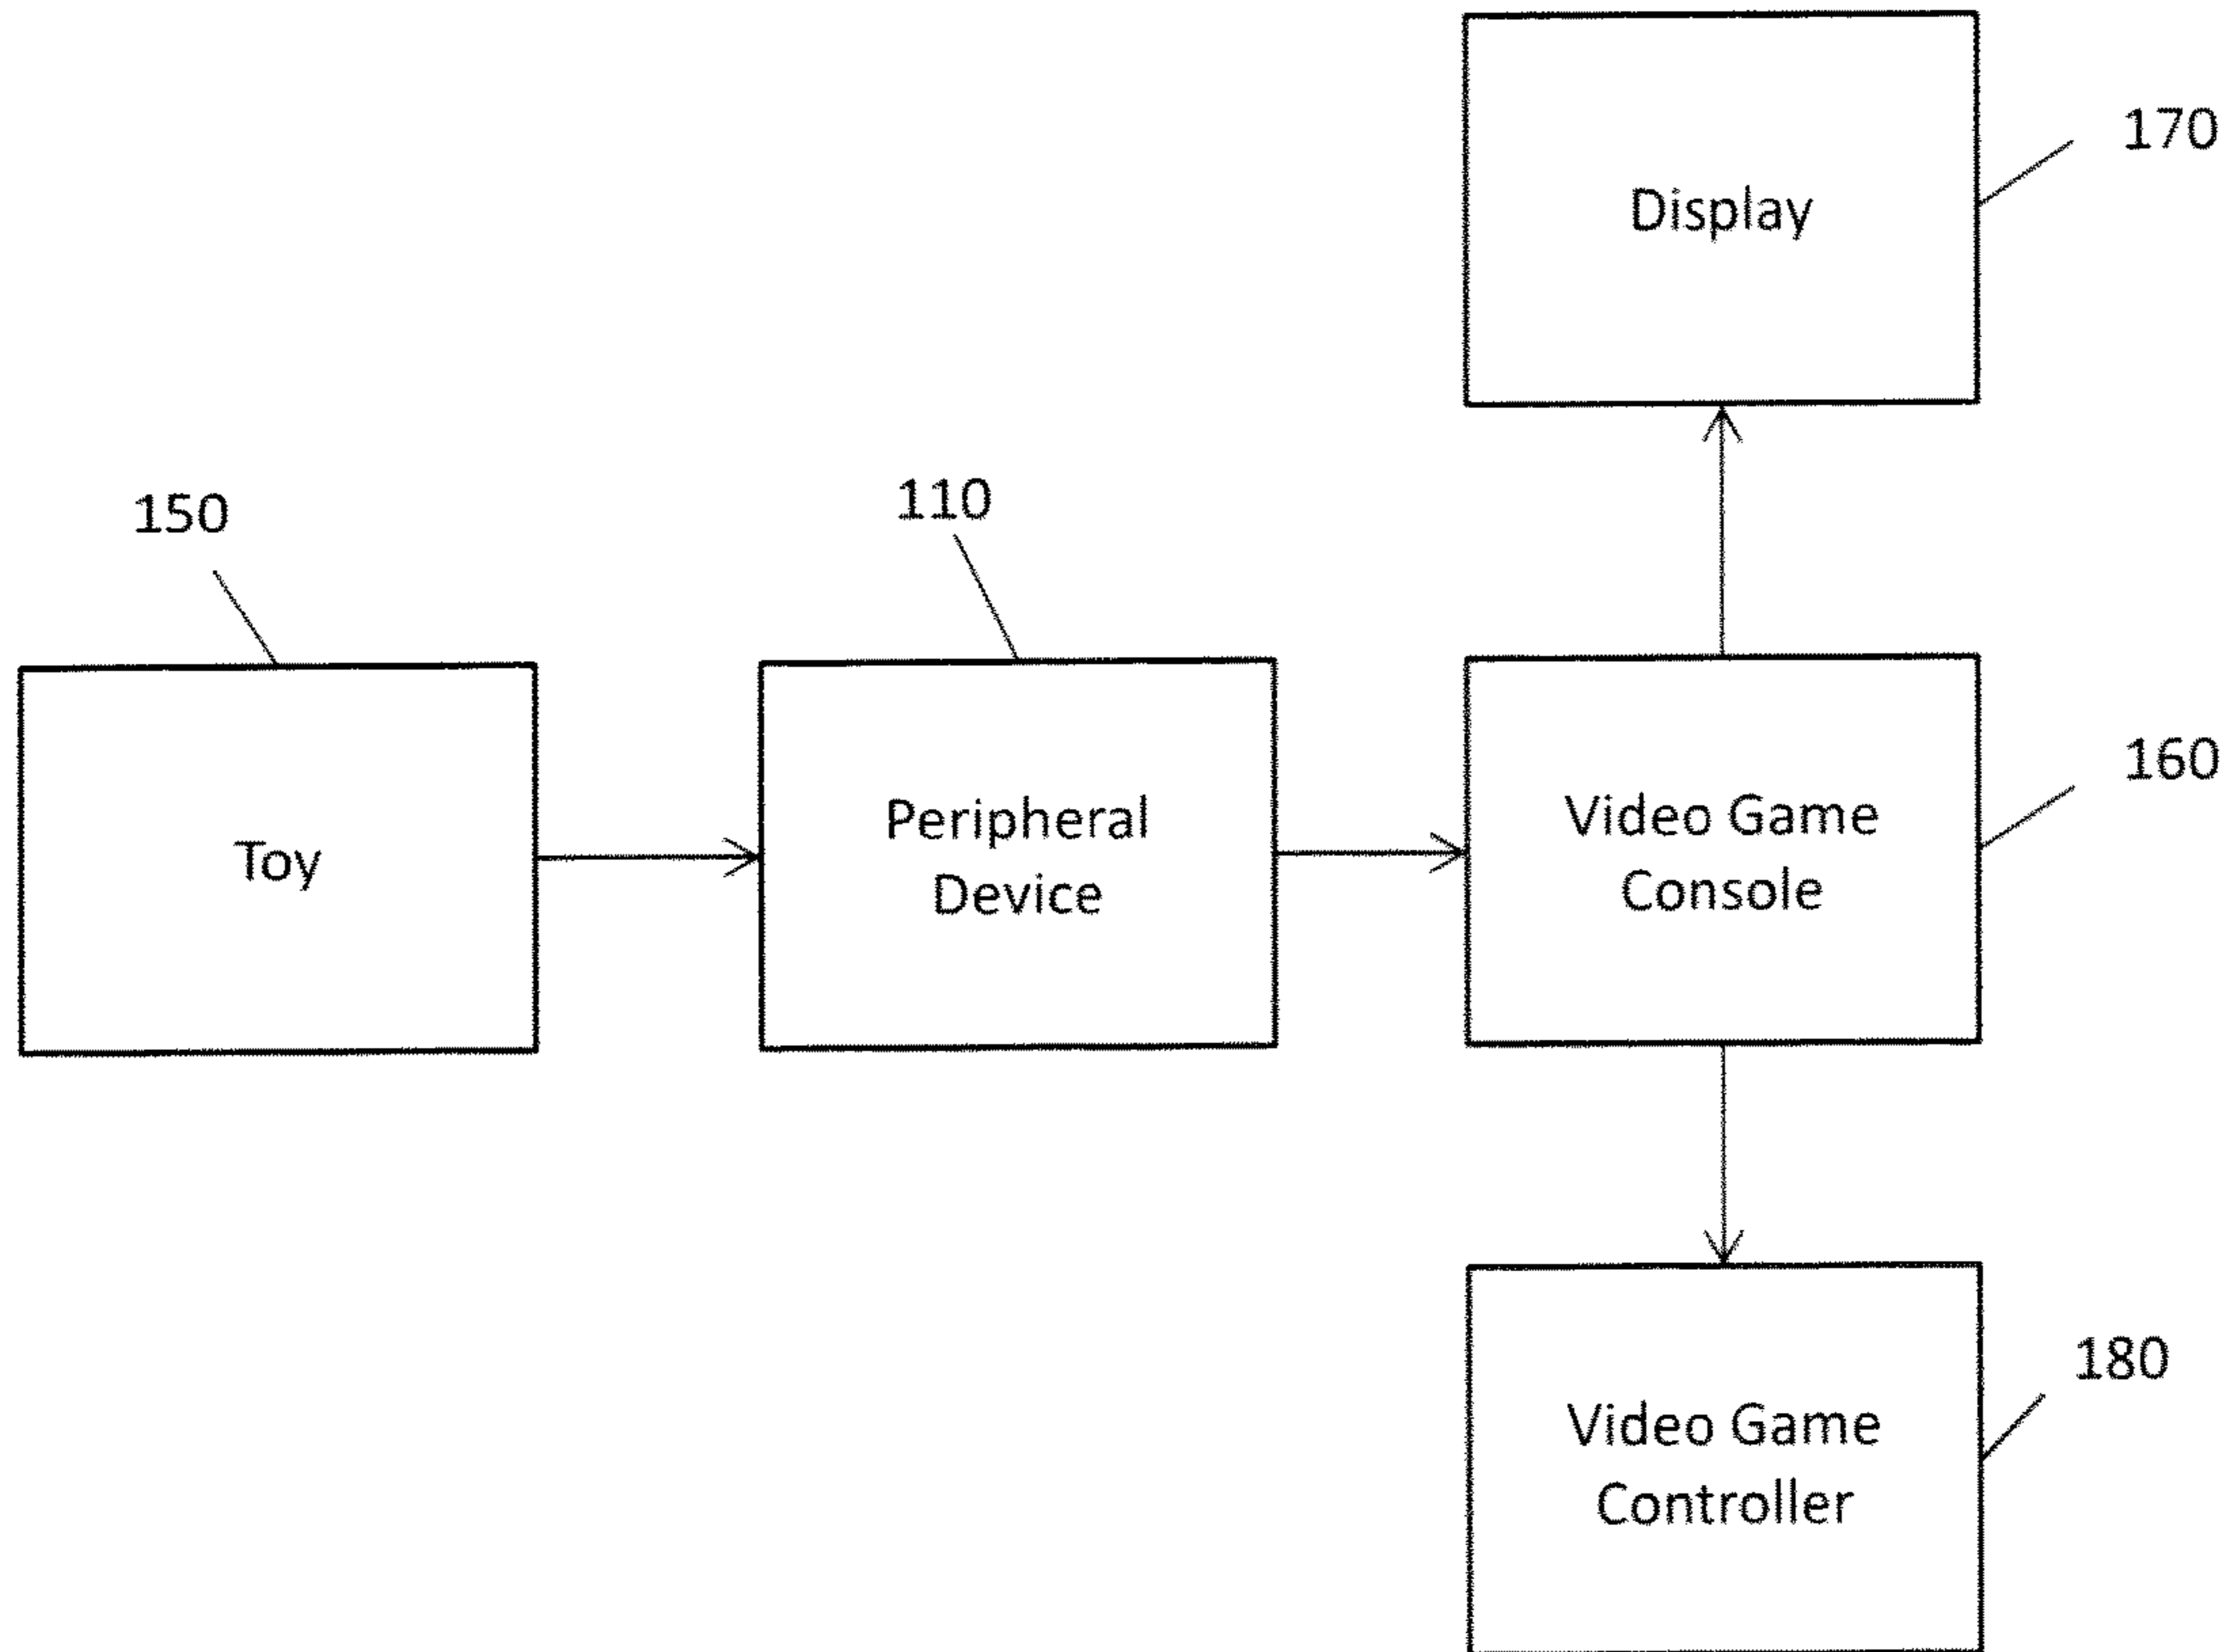 170
Display
150
110
160
Toy
Peripheral
Device
Video Game
Console
180
Video Game
Controller